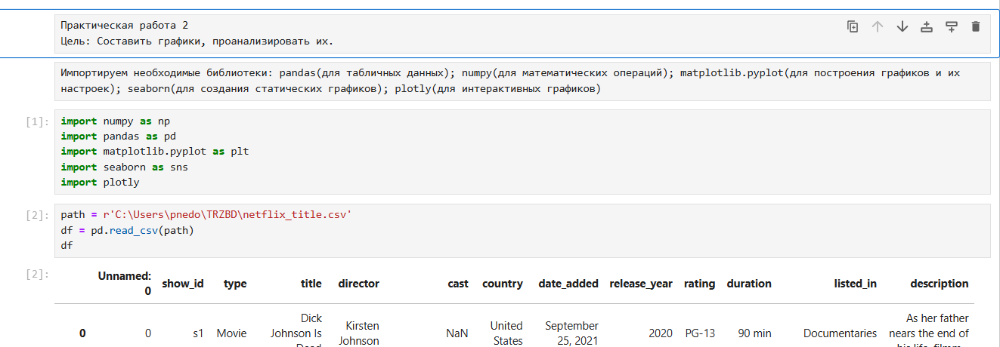 Практическая работа 2
Цель: Составить графики, проанализировать их.
Импортируем необходимые библиотеки: pandas(для табличных данных); numpy(для математических операций); matplotlib.pyplot(для построения графиков и их
настроек); seaborn(для создания статических графиков); plotly(для интерактивных графиков)
[1]:
import numpy as np
import pandas as pd
import matplotlib.pyplot as plt
import seaborn as sns
import plotly
[2]:
path = r'C:\Users\pnedo\TRZBD\netflix_title.csv'
df = pd.read_csv(path)
df
[2]:
Unnamed: 0 show_id type title director cast country date_added release_year rating duration listed_in description
0 0 s1 Movie Dick Johnson Is Dead Kirsten Johnson NaN United States September 25, 2021 2020 PG-13 90 min Documentaries As her father nears the end of his life, filmm...